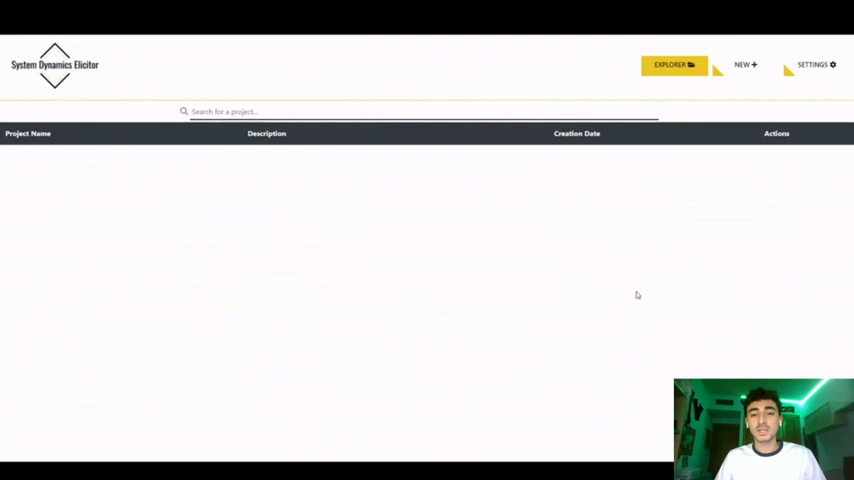 System Dynamics Elicitor
EXPLORER
NEW
SETTINGS
Search for a project...
Project Name
Description
Creation Date
Actions